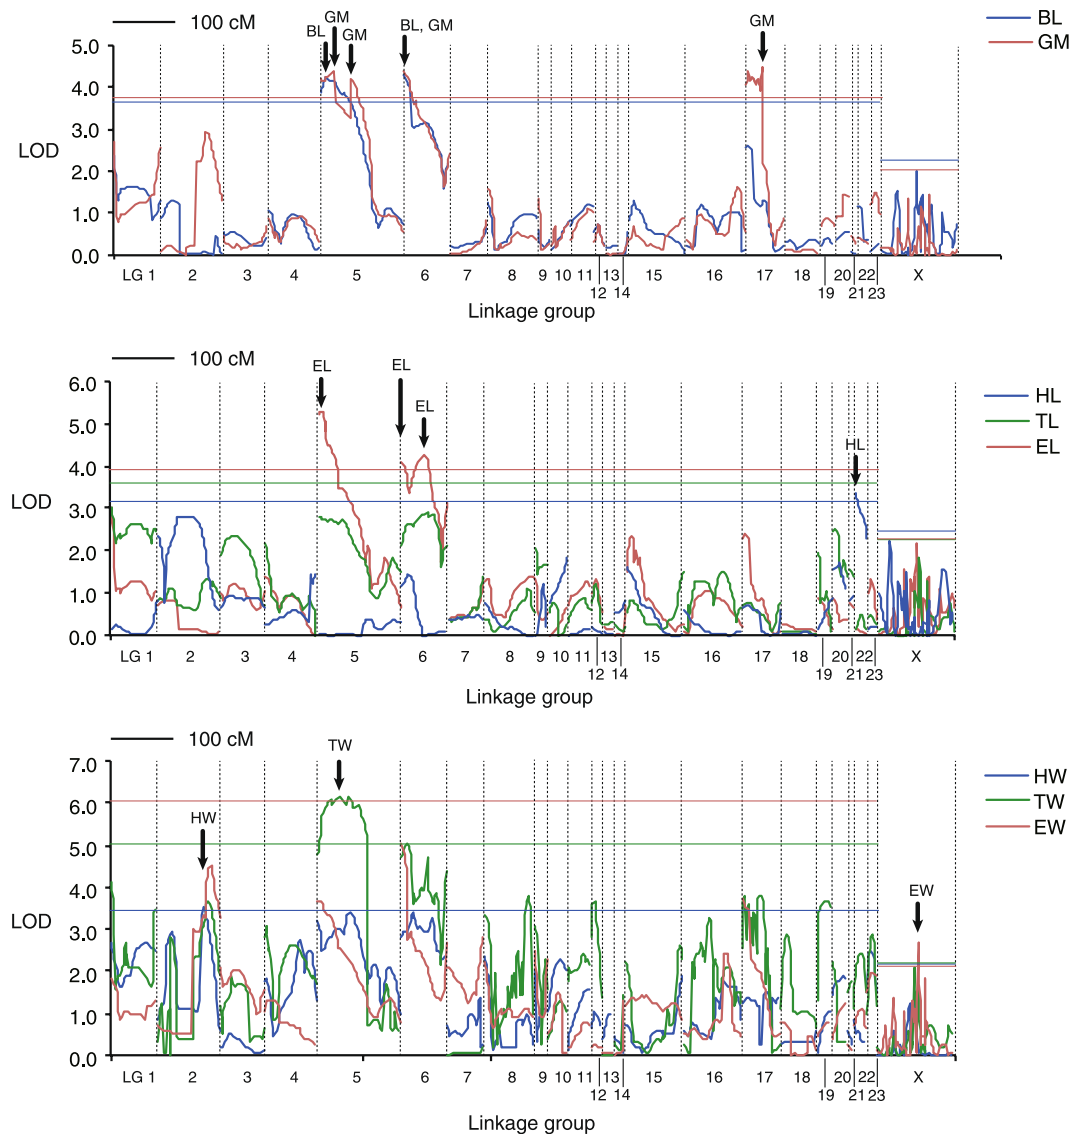 100 cM
BL
GM
BL
GM
GM
BL, GM
GM
5.0
4.0
3.0
2.0
1.0
0.0
LOD
LG 1 2 3 4 5 6 7 8 9 10 11 13 15 16 17 18 20 22 X
12 14 19 21 23
Linkage group
100 cM
HL
TL
EL
EL
EL
EL
HL
6.0
5.0
4.0
3.0
2.0
1.0
0.0
LOD
LG 1 2 3 4 5 6 7 8 9 10 11 13 15 16 17 18 20 22 X
12 14 19 21 23
Linkage group
100 cM
HW
TW
EW
TW
HW
EW
7.0
6.0
5.0
4.0
3.0
2.0
1.0
0.0
LOD
LG 1 2 3 4 5 6 7 8 9 10 11 13 15 16 17 18 20 22 X
12 14 19 21 23
Linkage group